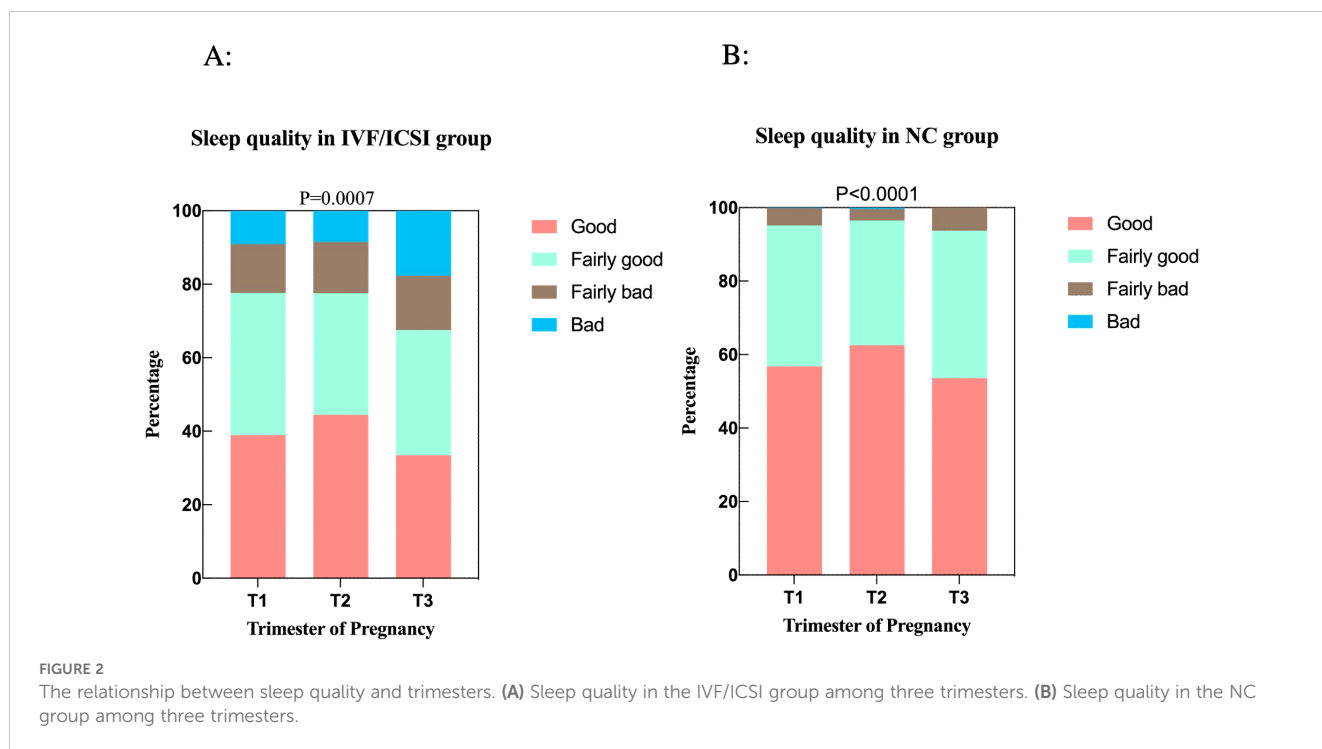 A:
Sleep quality in IVF/ICSI group
P=0.0007
100
80
60
40
20
0
Percentage
T1 T2 T3
Trimester of Pregnancy
Good
Fairly good
Fairly bad
Bad
B:
Sleep quality in NC group
P<0.0001
100
80
60
40
20
0
Percentage
T1 T2 T3
Trimester of Pregnancy
Good
Fairly good
Fairly bad
Bad
FIGURE 2
The relationship between sleep quality and trimesters. (A) Sleep quality in the IVF/ICSI group among three trimesters. (B) Sleep quality in the NC
group among three trimesters.